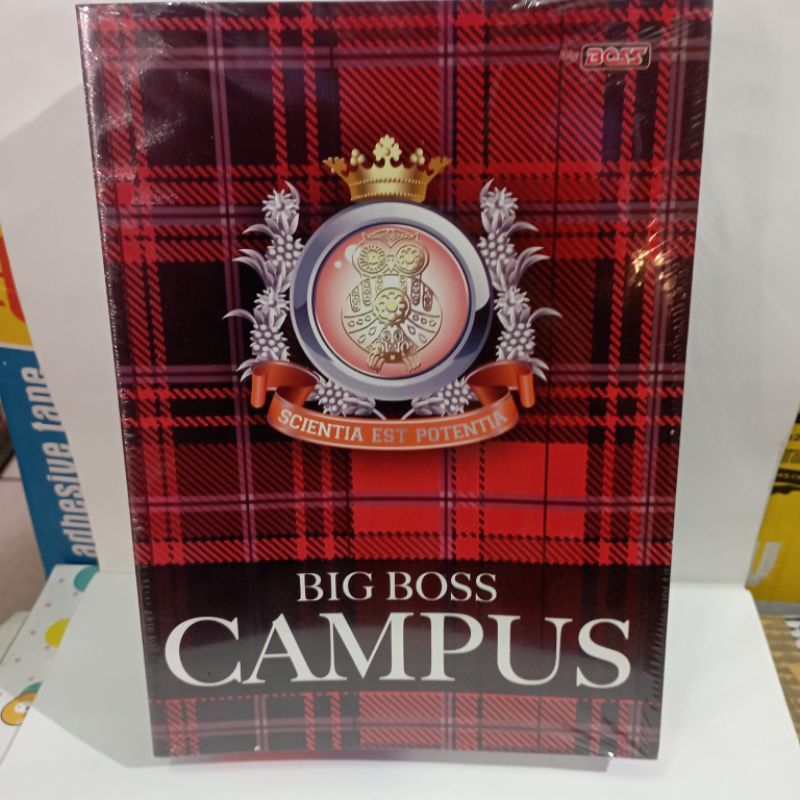 BOSS
SCIENTIA EST POTENTIA
BIG BOSS
CAMPUS
adhesive tape